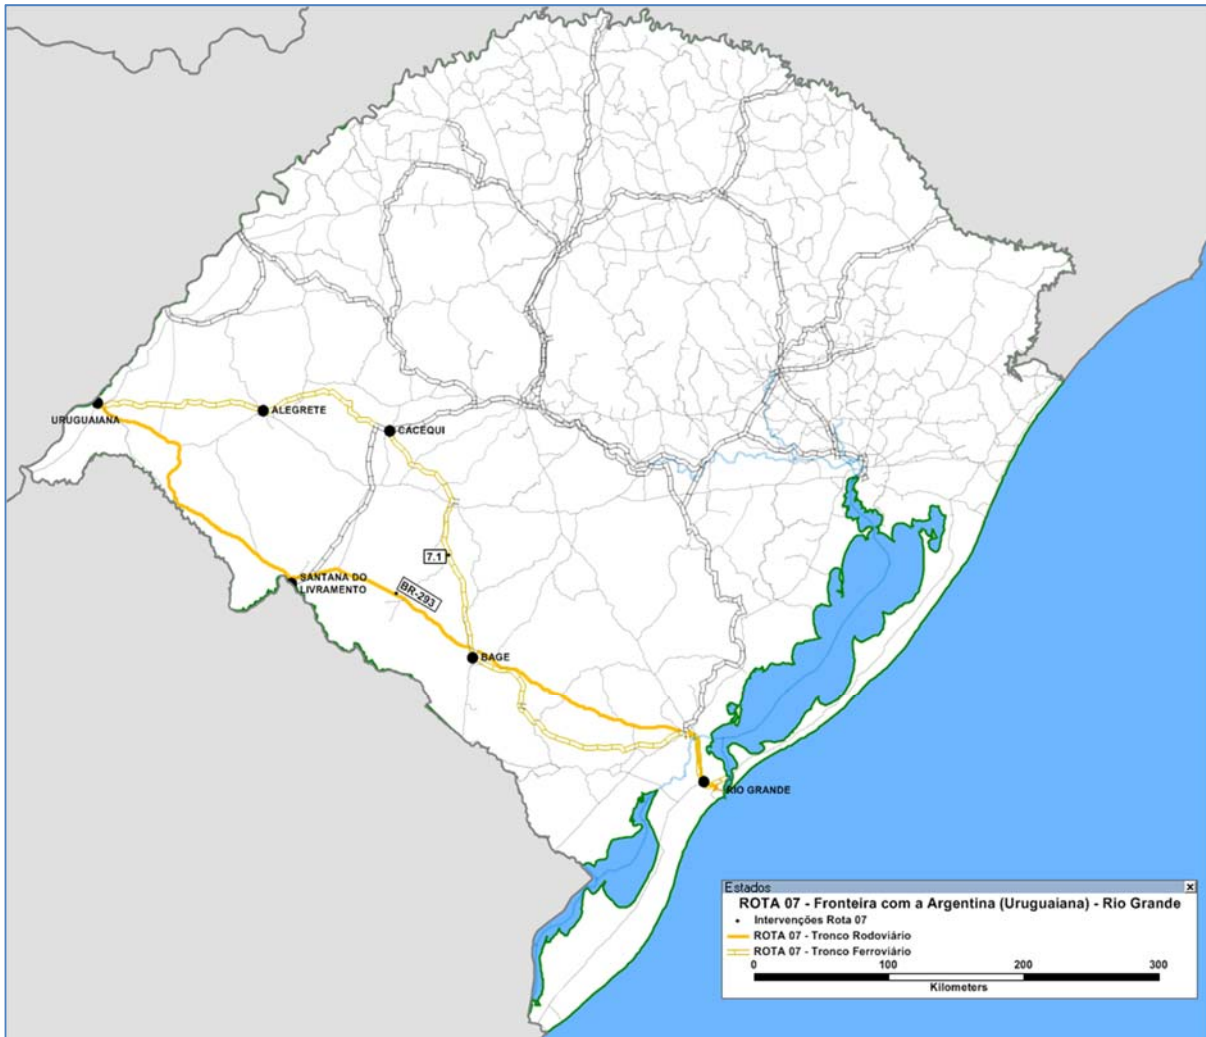 URUGUAIANA
ALEGRETE
CACEQUI
7.1
SANTANA DO
LIVRAMENTO
BR-293
BAGE
RIO GRANDE
Estados
ROTA 07 - Fronteira com a Argentina (Uruguaiana) - Rio Grande
Intervenções Rota 07
ROTA 07 - Tronco Rodoviário
ROTA 07 - Tronco Ferroviário
0 100 200 300
Kilometers